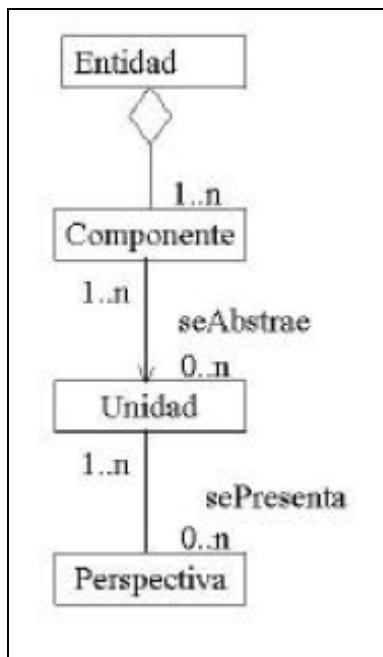 Entidad
1..n
Componente
1..n
seAbstrae
0..n
Unidad
1..n
sePresenta
0..n
Perspectiva